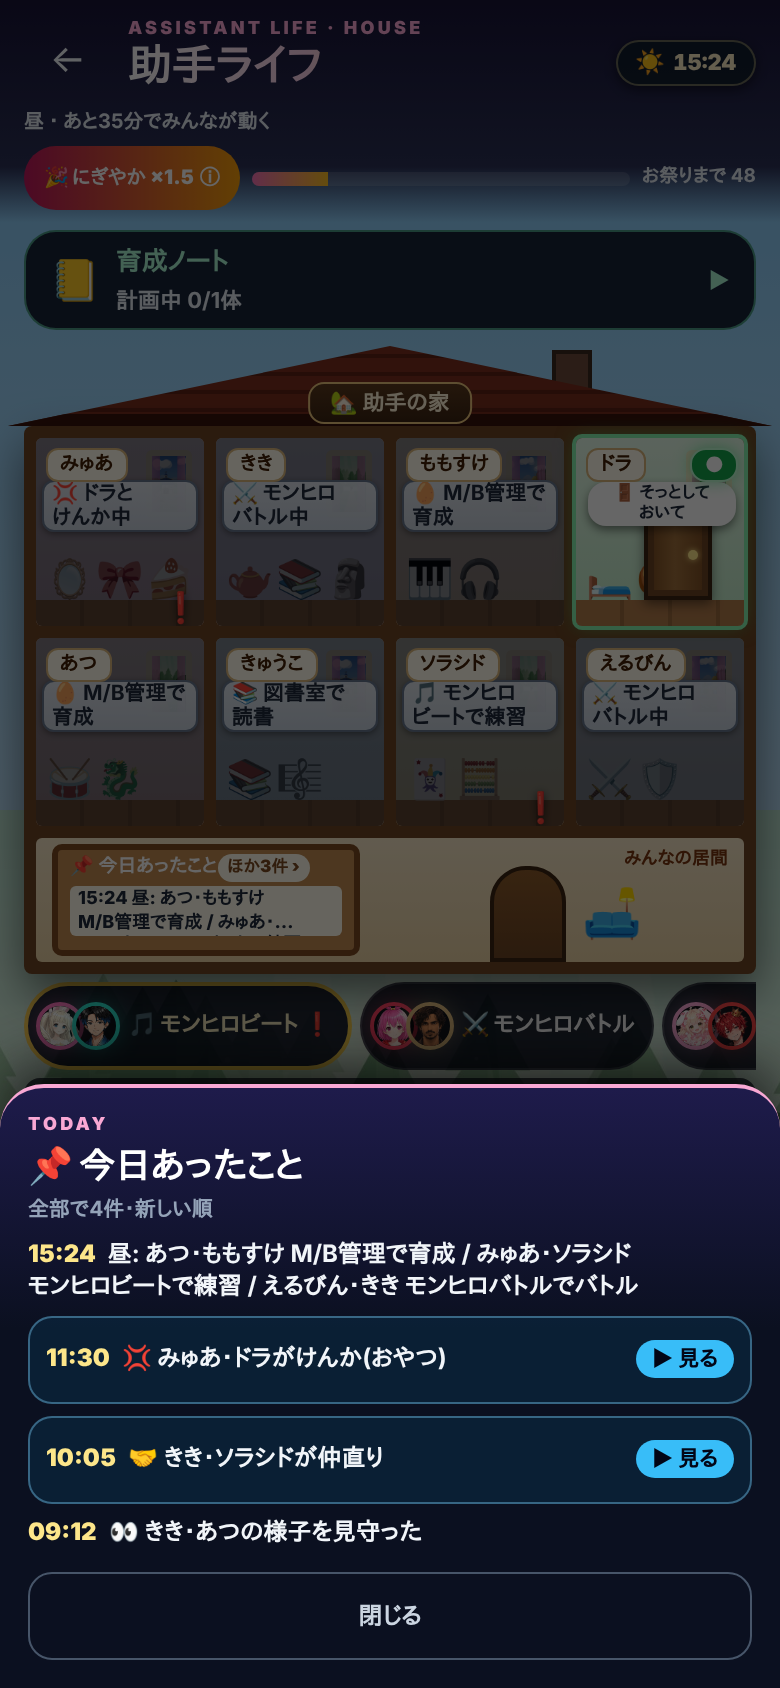 ASSISTANT LIFE · HOUSE
助手ライフ
15:24
昼・あと35分でみんなが動く
にぎやか ×1.5 ⓘ
お祭りまで 48
育成ノート
計画中 0/1体
▶
助手の家
みゅあ
ドラと
けんか中
きき
モンヒロ
バトル中
ももすけ
M/B管理で
育成
ドラ
そっとして
おいて
あつ
M/B管理で
育成
きゅうこ
図書室で
読書
ソラシド
モンヒロ
ビートで練習
えるびん
モンヒロ
バトル中
今日あったこと
ほか3件 ›
15:24 昼: あつ・ももすけ
M/B管理で育成 / みゅあ・…
みんなの居間
モンヒロビート
モンヒロバトル
TODAY
今日あったこと
全部で4件・新しい順
15:24 昼: あつ・ももすけ M/B管理で育成 / みゅあ・ソラシド
モンヒロビートで練習 / えるびん・きき モンヒロバトルでバトル
11:30 みゅあ・ドラがけんか(おやつ)
▶ 見る
10:05 きき・ソラシドが仲直り
▶ 見る
09:12 きき・あつの様子を見守った
閉じる